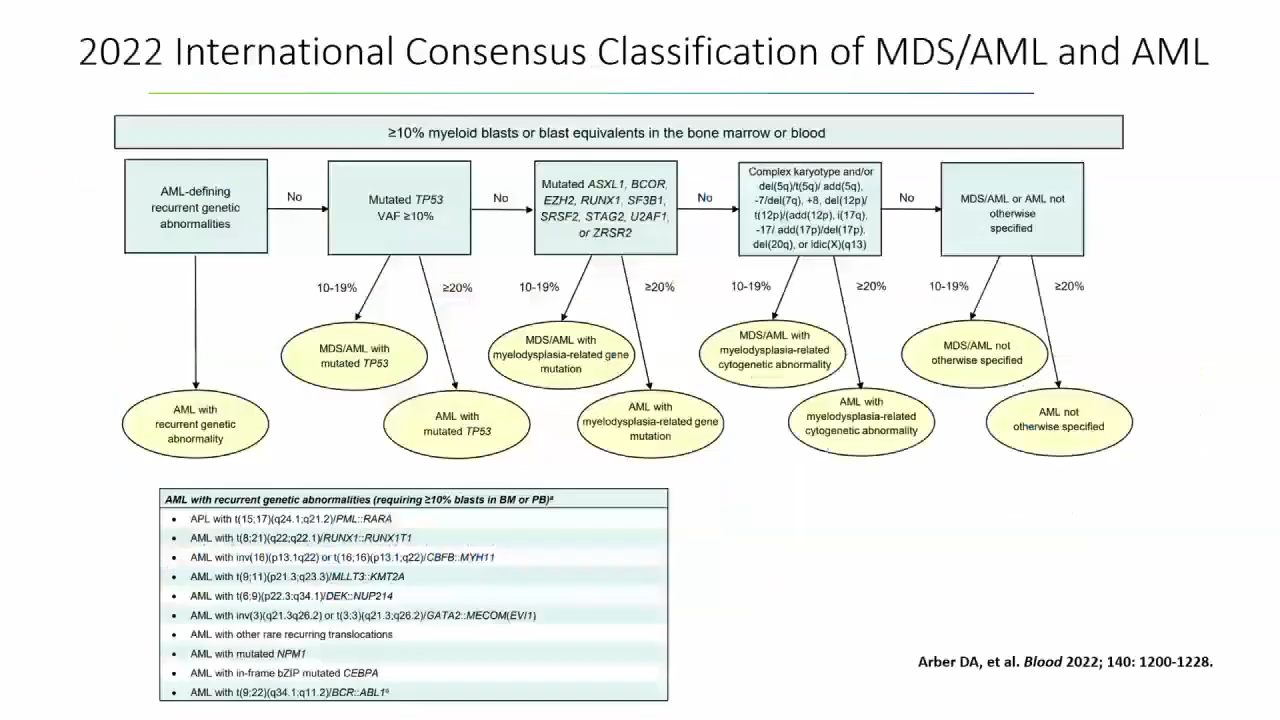 2022 International Consensus Classification of MDS/AML and AML
≥10% myeloid blasts or blast equivalents in the bone marrow or blood
AML-defining
recurrent genetic
abnormalities
No
Mutated TP53
VAF ≥10%
No
Mutated ASXL1, BCOR,
EZH2, RUNX1, SF3B1,
SRSF2, STAG2, U2AF1,
or ZRSR2
No
Complex karyotype and/or
del(5q)/t(5q)/ add(5q),
-7/del(7q), +8, del(12p)/
t(12p)/(add(12p), i(17q),
-17/ add(17p)/del(17p),
del(20q), or idic(X)(q13)
No
MDS/AML or AML not
otherwise
specified
10-19%
≥20%
10-19%
≥20%
10-19%
≥20%
10-19%
≥20%
MDS/AML with
mutated TP53
MDS/AML with
myelodysplasia-related gene
mutation
MDS/AML with
myelodysplasia-related
cytogenetic abnormality
MDS/AML not
otherwise specified
AML with
recurrent genetic
abnormality
AML with
mutated TP53
AML with
myelodysplasia-related gene
mutation
AML with
myelodysplasia-related
cytogenetic abnormality
AML not
otherwise specified
AML with recurrent genetic abnormalities (requiring ≥10% blasts in BM or PB)ᵃ
• APL with t(15;17)(q24.1;q21.2)/PML::RARA
• AML with t(8;21)(q22;q22.1)/RUNX1::RUNX1T1
• AML with inv(16)(p13.1q22) or t(16;16)(p13.1;q22)/CBFB::MYH11
• AML with t(9;11)(p21.3;q23.3)/MLLT3::KMT2A
• AML with t(6;9)(p22.3;q34.1)/DEK::NUP214
• AML with inv(3)(q21.3q26.2) or t(3;3)(q21.3;q26.2)/GATA2::MECOM(EVI1)
• AML with other rare recurring translocations
• AML with mutated NPM1
• AML with in-frame bZIP mutated CEBPA
• AML with t(9;22)(q34.1;q11.2)/BCR::ABL1
Arber DA, et al. Blood 2022; 140: 1200-1228.